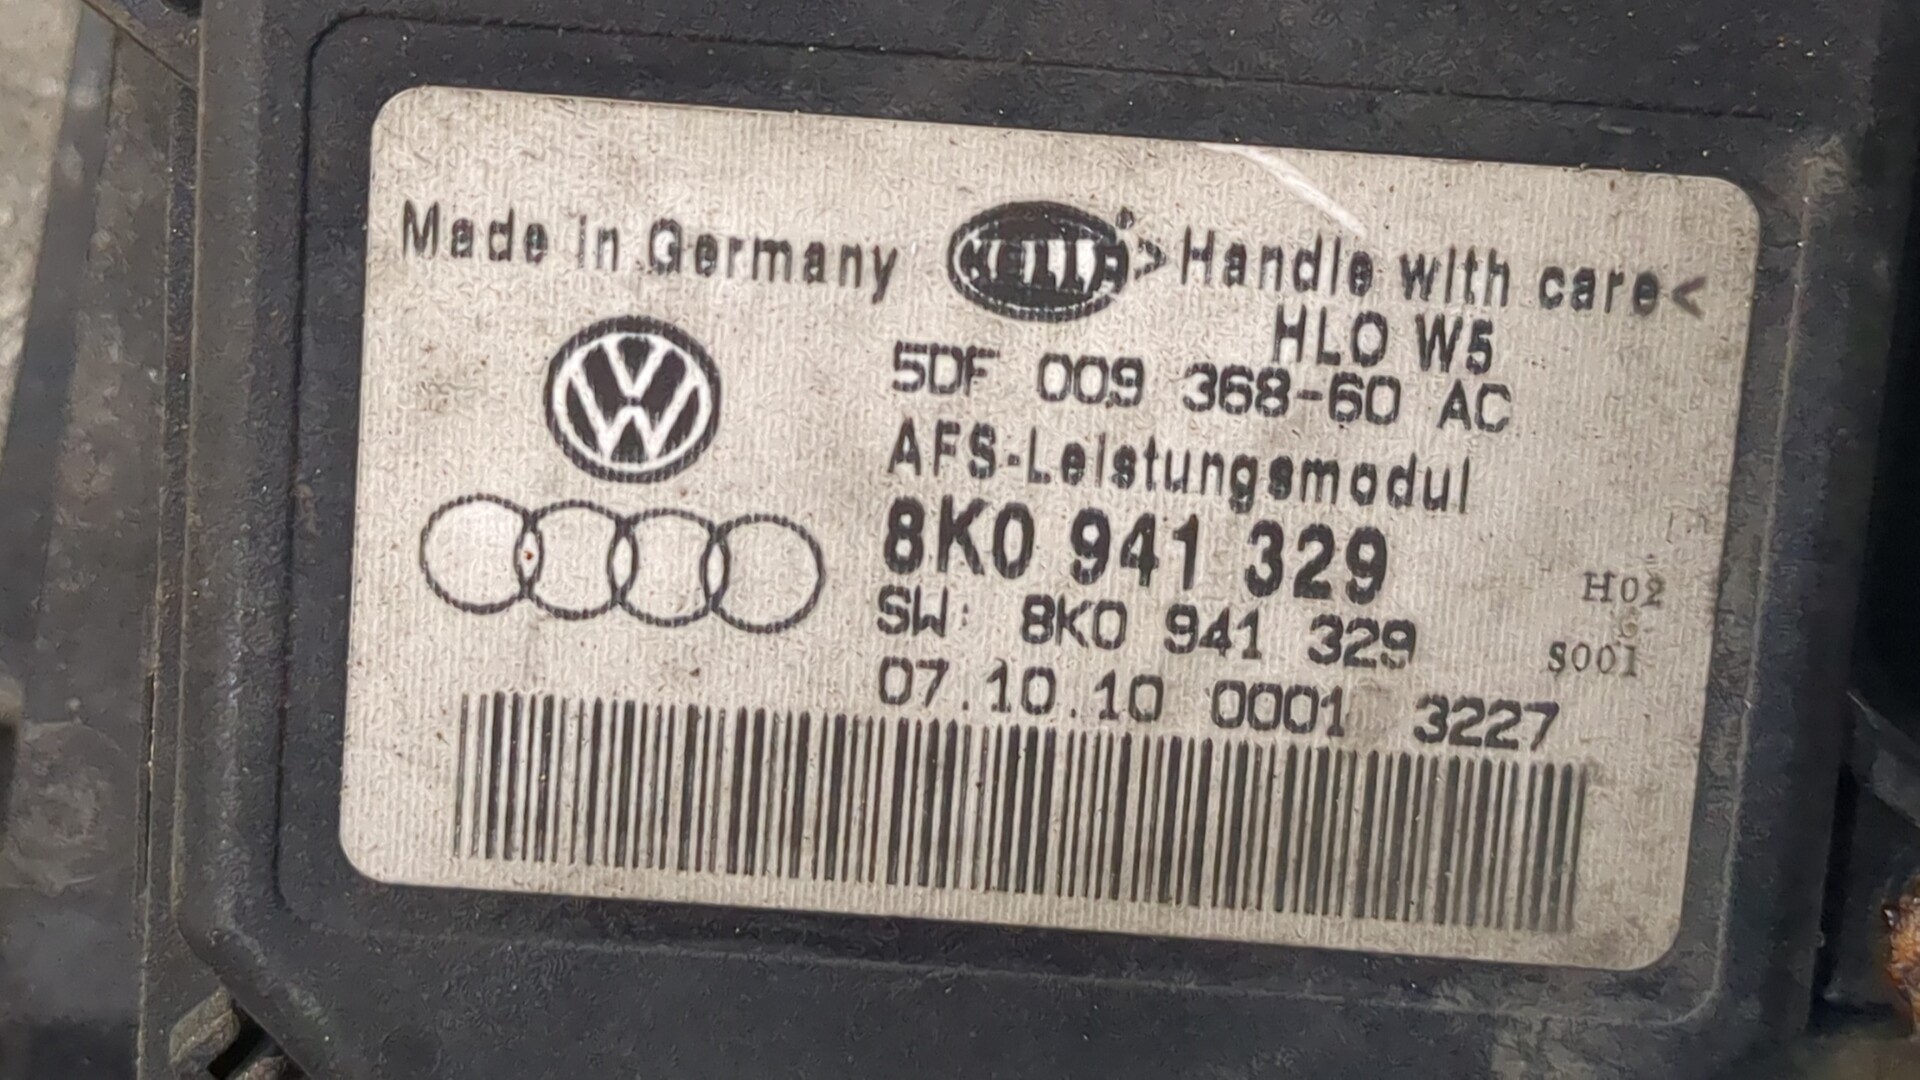 Made in Germany HELLA >Handle with care<
HLO W5
5DF 009 368-60 AC
AFS-Leistungsmodul
8K0 941 329
H02
SW: 8K0 941 329
S001
07.10.10 0001 3227